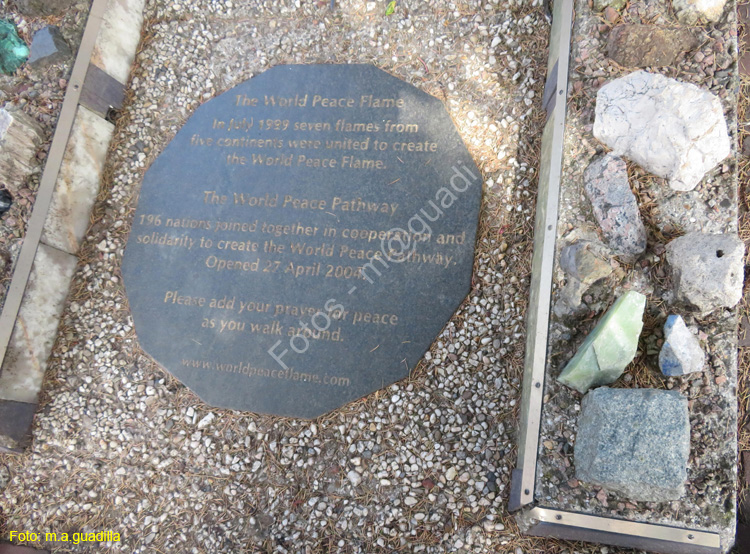 The World Peace Flame
In July 1999 seven flames from
five continents were united to create
the World Peace Flame.
The World Peace Pathway
196 nations joined together in cooperation and
solidarity to create the World Peace Pathway.
Opened 27 April 2004.
Please add your prayer for peace
as you walk around.
www.worldpeaceflame.com
Fotos - m@guadi
Foto: m.a.guadilla